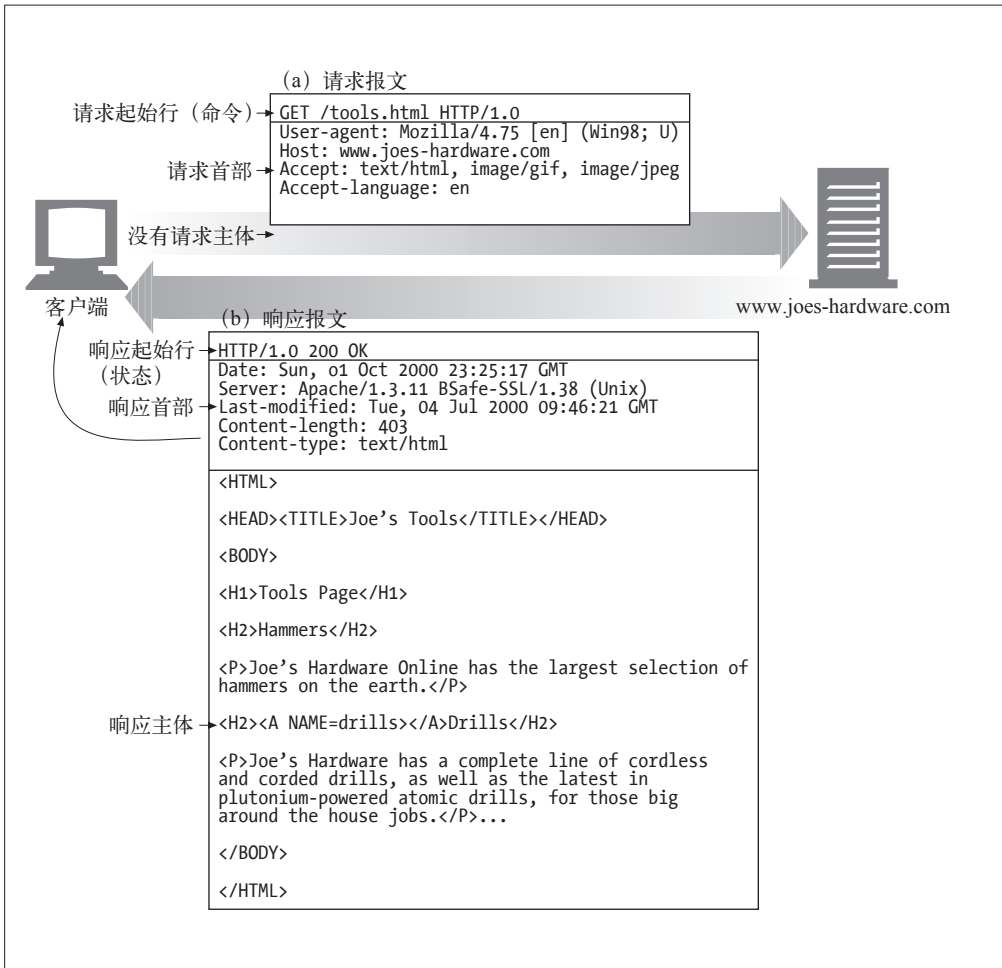 (a) 请求报文
请求起始行（命令）
GET /tools.html HTTP/1.0
User-agent: Mozilla/4.75 [en] (Win98; U)
Host: www.joes-hardware.com
请求首部
Accept: text/html, image/gif, image/jpeg
Accept-language: en
没有请求主体
客户端
www.joes-hardware.com
(b) 响应报文
响应起始行
（状态）
HTTP/1.0 200 OK
Date: Sun, 01 Oct 2000 23:25:17 GMT
Server: Apache/1.3.11 BSafe-SSL/1.38 (Unix)
响应首部
Last-modified: Tue, 04 Jul 2000 09:46:21 GMT
Content-length: 403
Content-type: text/html
<HTML>
<HEAD><TITLE>Joe’s Tools</TITLE></HEAD>
<BODY>
<H1>Tools Page</H1>
<H2>Hammers</H2>
<P>Joe’s Hardware Online has the largest selection of
hammers on the earth.</P>
响应主体
<H2><A NAME=drills></A>Drills</H2>
<P>Joe’s Hardware has a complete line of cordless
and corded drills, as well as the latest in
plutonium-powered atomic drills, for those big
around the house jobs.</P>...
</BODY>
</HTML>